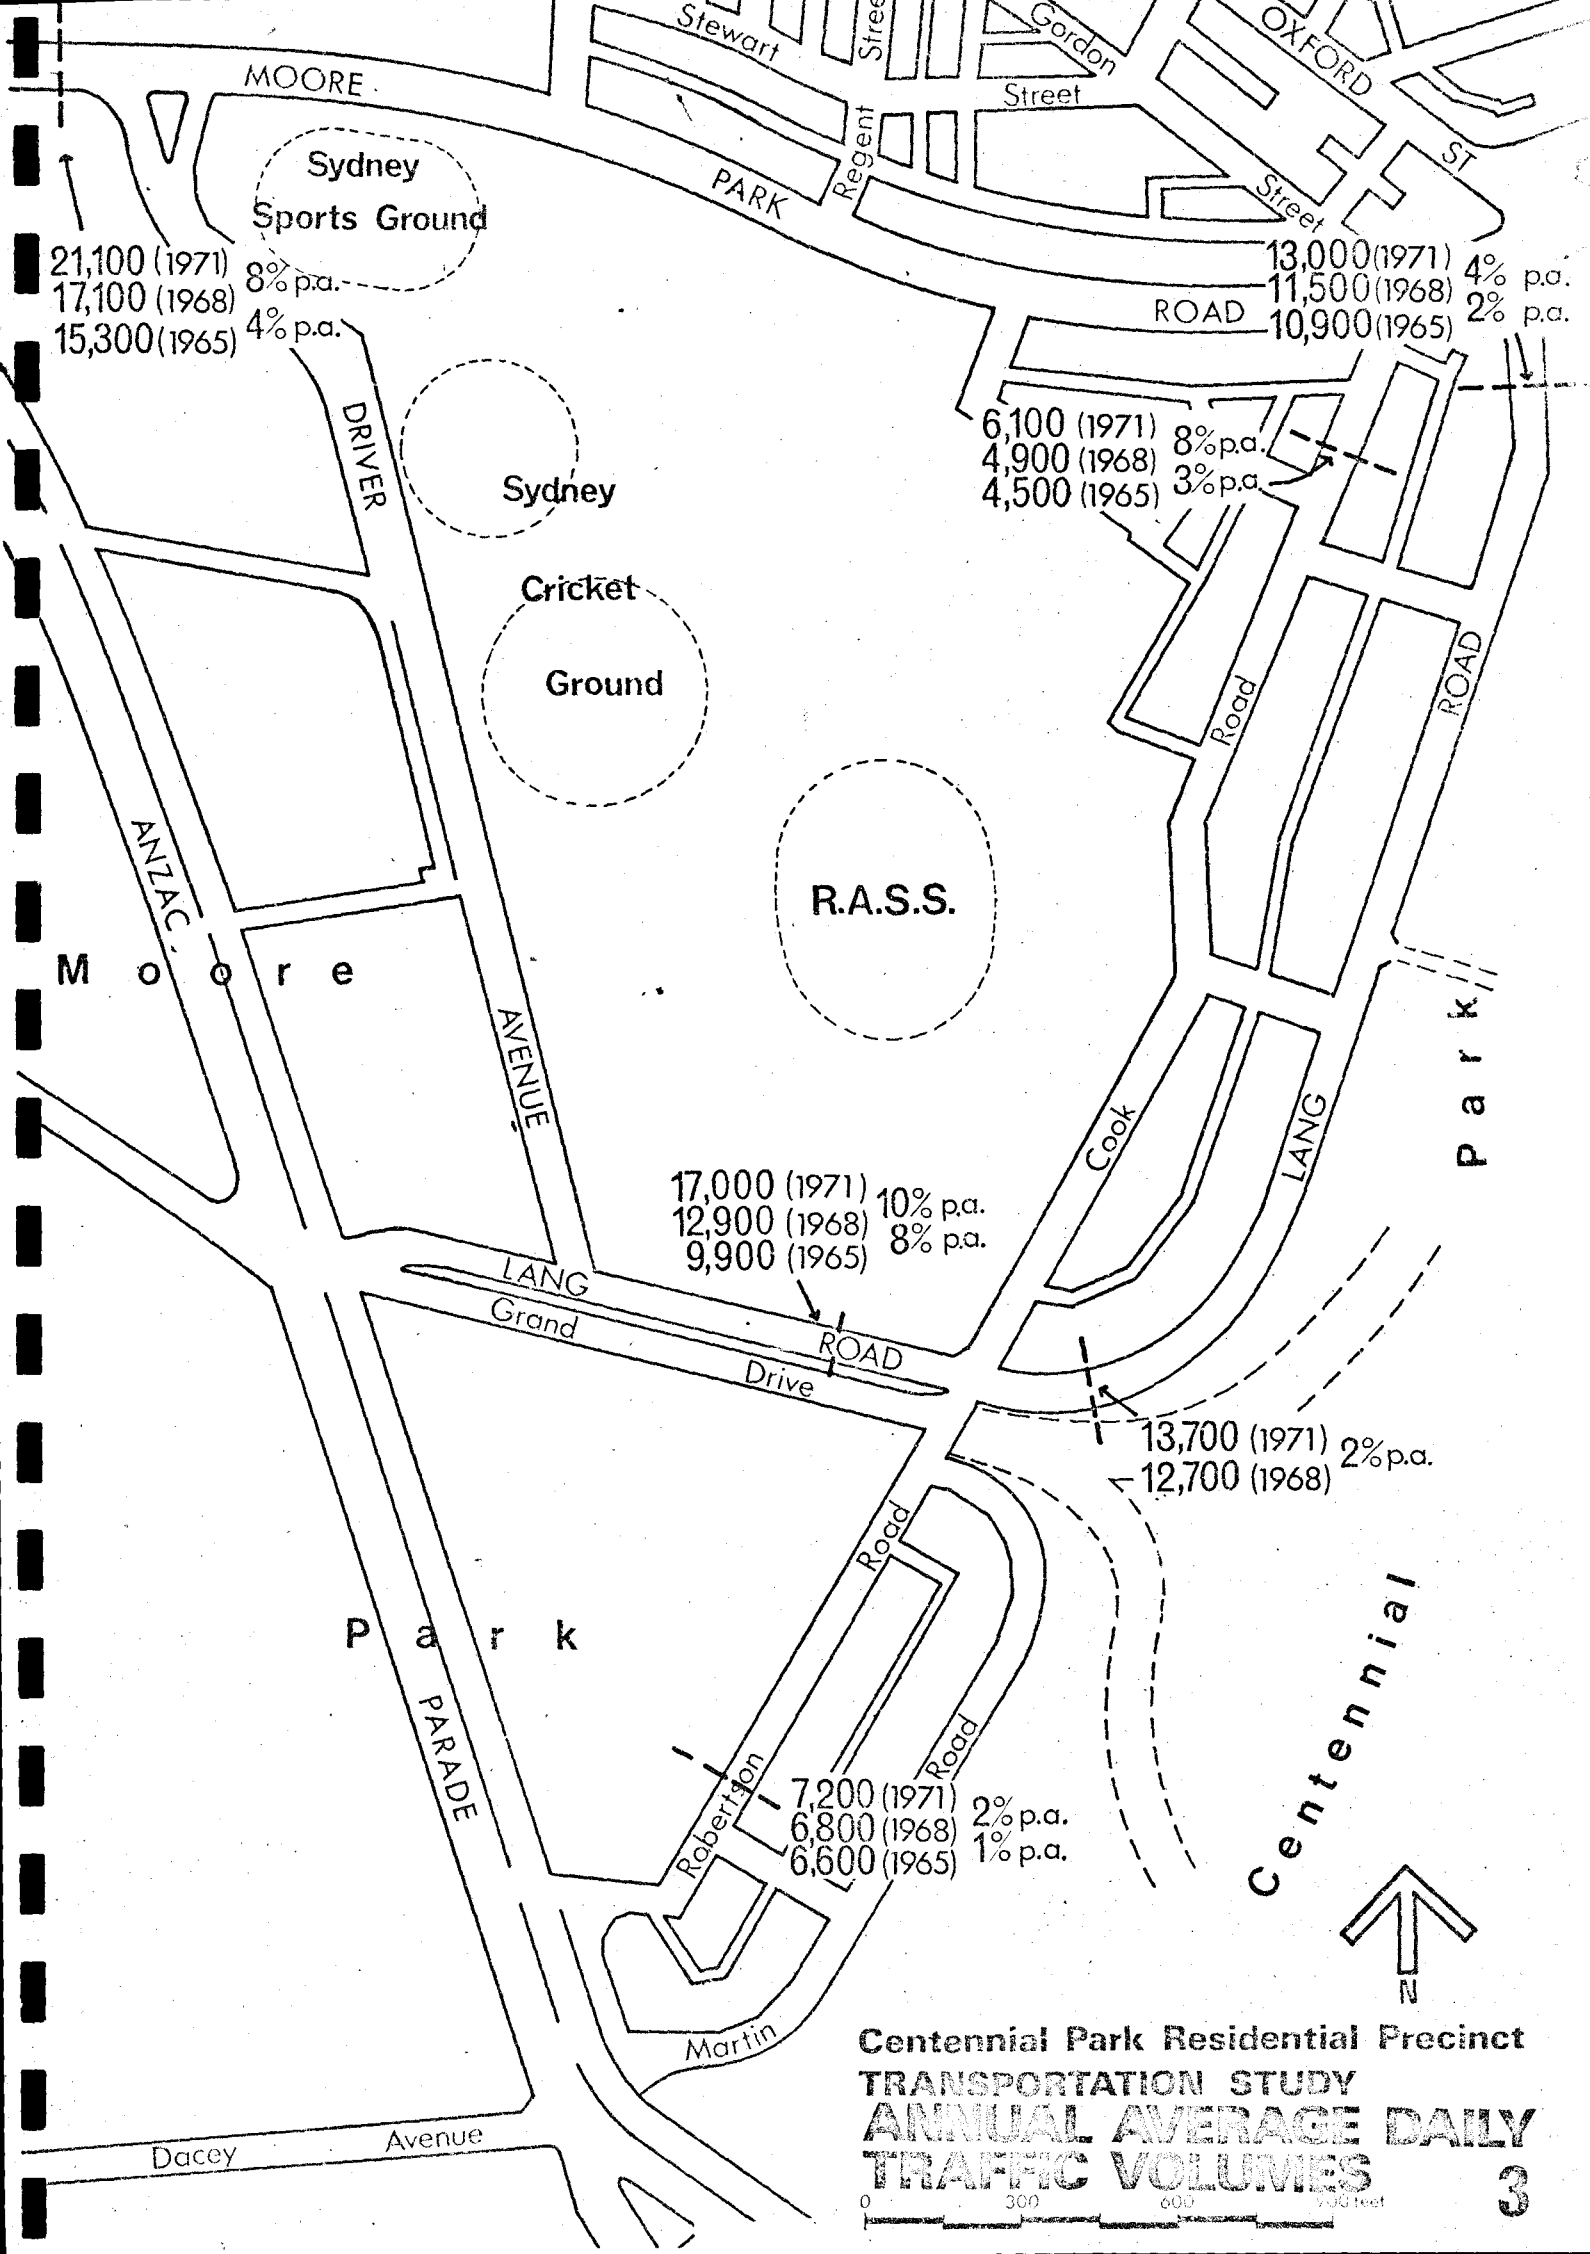 Stewart
Street
Gordon
OXFORD
MOORE
Street
Regent
ST
Sydney
Sports Ground
PARK
Street
21,100 (1971) 8% p.a.
17,100 (1968)
15,300 (1965) 4% p.a.
13,000 (1971) 4% p.a.
11,500 (1968)
10,900 (1965) 2% p.a.
ROAD
DRIVER
6,100 (1971) 8% p.a.
4,900 (1968)
4,500 (1965) 3% p.a.
Sydney
Cricket
Ground
Road
ROAD
ANZAC
R.A.S.S.
Moore
Park
AVENUE
Cook
LANG
17,000 (1971) 10% p.a.
12,900 (1968)
9,900 (1965) 8% p.a.
LANG
Grand
ROAD
Drive
13,700 (1971) 2% p.a.
12,700 (1968)
Road
Centennial
Park
PARADE
Road
Robertson
7,200 (1971) 2% p.a.
6,800 (1968)
6,600 (1965) 1% p.a.
N
Martin
Centennial Park Residential Precinct
TRANSPORTATION STUDY
ANNUAL AVERAGE DAILY
TRAFFIC VOLUMES
3
Dacey Avenue
0 300 600 900 feet